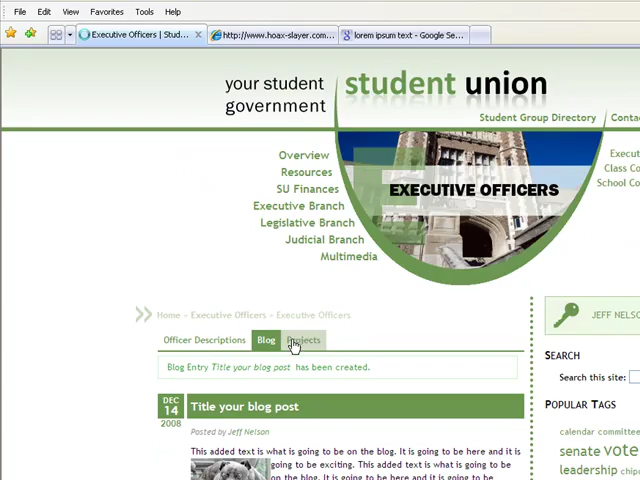 File Edit View Favorites Tools Help
Executive Officers | Stud... http://www.hoax-slayer.com... lorem ipsum text - Google Se...
your student
government
student union
Student Group Directory
Overview
Resources
SU Finances
Executive Branch
Legislative Branch
Judicial Branch
Multimedia
EXECUTIVE OFFICERS
Class Co
School Co
Home » Executive Officers » Executive Officers
Officer Descriptions Blog Projects
Blog Entry Title your blog post has been created.
DEC
14
2008
Title your blog post
Posted by Jeff Nelson
This added text is what is going to be on the blog. It is going to be here and it is
going to be exciting. This added text is what is going to be
on the blog. It is going to be here and it is
JEFF NELSO
SEARCH
Search this site:
POPULAR TAGS
calendar committee
senate vote
leadership